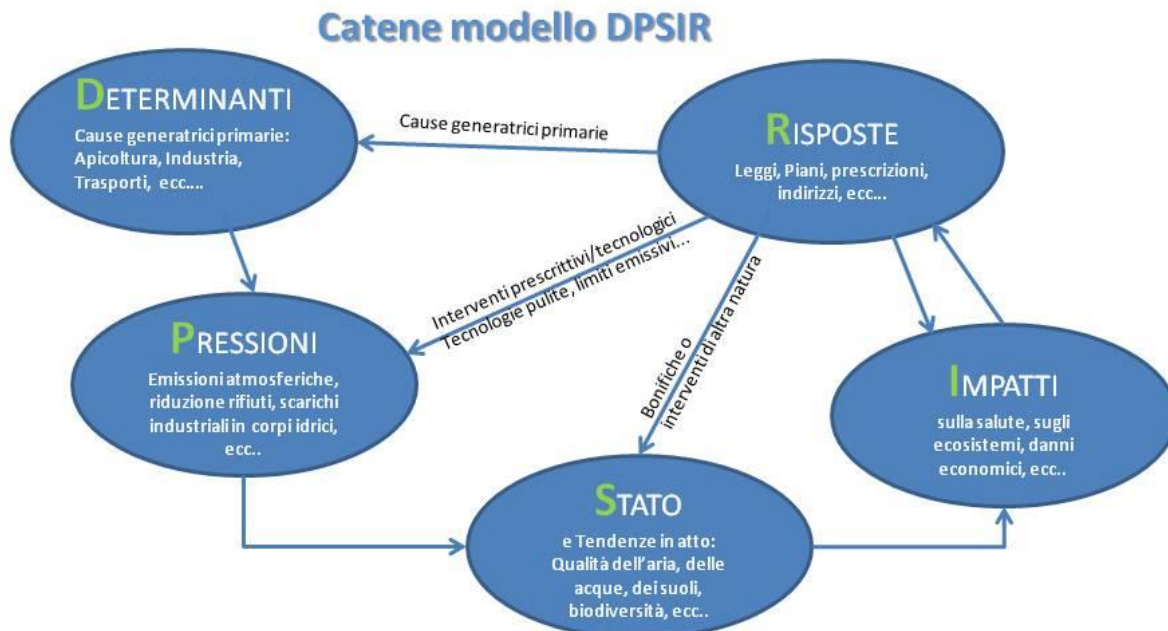 Catene modello DPSIR
DETERMINANTI
Cause generatrici primarie:
Apicoltura, Industria,
Trasporti, ecc....
Cause generatrici primarie
RISPOSTE
Leggi, Piani, prescrizioni,
indirizzi, ecc...
Interventi prescrittivi/tecnologici
Tecnologie pulite, limiti emissivi...
Bonifiche o
interventi di altra natura
PRESSIONI
Emissioni atmosferiche,
riduzione rifiuti, scarichi
industriali in corpi idrici,
ecc..
IMPATTI
sulla salute, sugli
ecosistemi, danni
economici, ecc..
STATO
e Tendenze in atto:
Qualità dell'aria, delle
acque, dei suoli,
biodiversità, ecc..